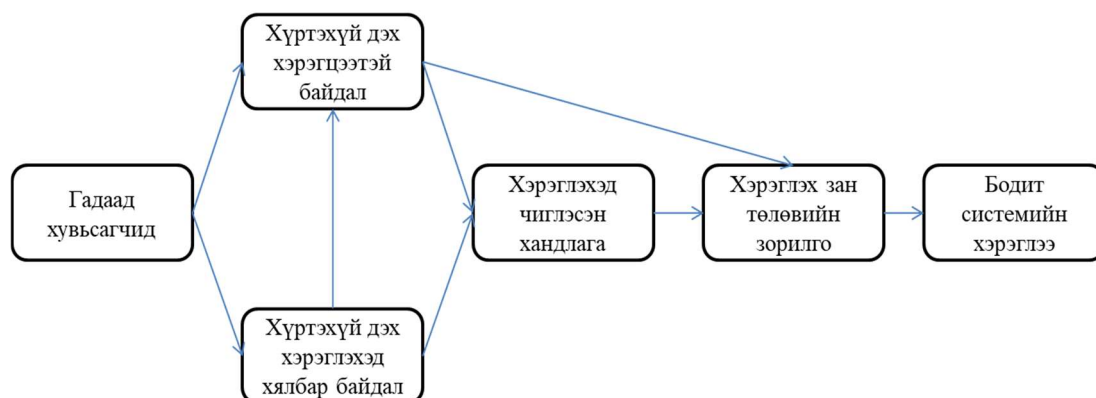 Хүртэхүй дэх
хэрэгцээтэй
байдал
Гадаад
хувьсагчид
Хэрэглэхэд
чиглэсэн
хандлага
Хэрэглэх зан
төлөвийн
зорилго
Бодит
системийн
хэрэглээ
Хүртэхүй дэх
хэрэглэхэд
хялбар байдал